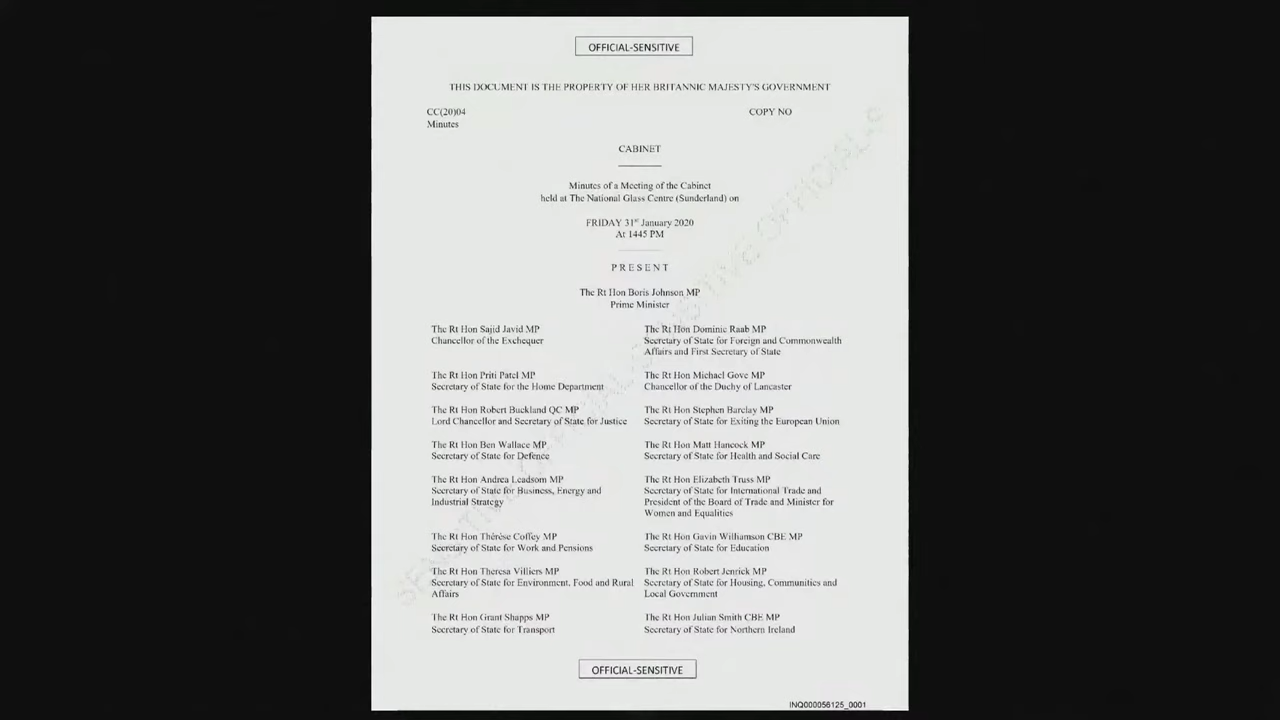 OFFICIAL-SENSITIVE
THIS DOCUMENT IS THE PROPERTY OF HER BRITANNIC MAJESTY'S GOVERNMENT
CC(20)04
COPY NO
Minutes
CABINET
Minutes of a Meeting of the Cabinet
held at The National Glass Centre (Sunderland) on
FRIDAY 31st January 2020
At 1445 PM
PRESENT
The Rt Hon Boris Johnson MP
Prime Minister
The Rt Hon Sajid Javid MP
Chancellor of the Exchequer
The Rt Hon Dominic Raab MP
Secretary of State for Foreign and Commonwealth
Affairs and First Secretary of State
The Rt Hon Priti Patel MP
Secretary of State for the Home Department
The Rt Hon Michael Gove MP
Chancellor of the Duchy of Lancaster
The Rt Hon Robert Buckland QC MP
Lord Chancellor and Secretary of State for Justice
The Rt Hon Stephen Barclay MP
Secretary of State for Exiting the European Union
The Rt Hon Ben Wallace MP
Secretary of State for Defence
The Rt Hon Matt Hancock MP
Secretary of State for Health and Social Care
The Rt Hon Andrea Leadsom MP
Secretary of State for Business, Energy and
Industrial Strategy
The Rt Hon Elizabeth Truss MP
Secretary of State for International Trade and
President of the Board of Trade and Minister for
Women and Equalities
The Rt Hon Thérèse Coffey MP
Secretary of State for Work and Pensions
The Rt Hon Gavin Williamson CBE MP
Secretary of State for Education
The Rt Hon Theresa Villiers MP
Secretary of State for Environment, Food and Rural
Affairs
The Rt Hon Robert Jenrick MP
Secretary of State for Housing, Communities and
Local Government
The Rt Hon Grant Shapps MP
Secretary of State for Transport
The Rt Hon Julian Smith CBE MP
Secretary of State for Northern Ireland
OFFICIAL-SENSITIVE
INQ000056125_0001